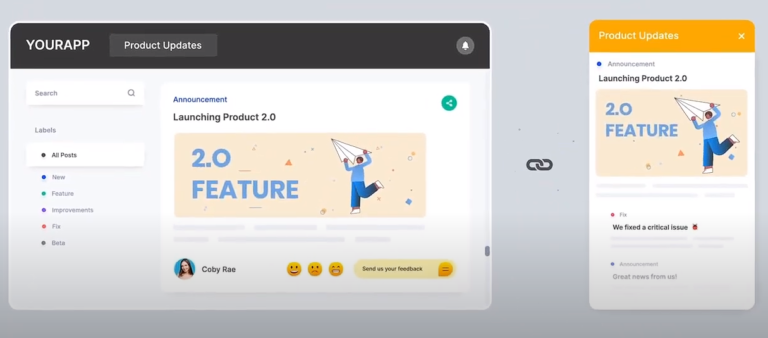 YOURAPP
Product Updates
Search
Labels
All Posts
New
Feature
Improvements
Fix
Beta
Announcement
Launching Product 2.0
2.0
FEATURE
Coby Rae
Send us your feedback
Product Updates
Announcement
Launching Product 2.0
2.0
FEATURE
Fix
We fixed a critical issue
Announcement
Great news from us!